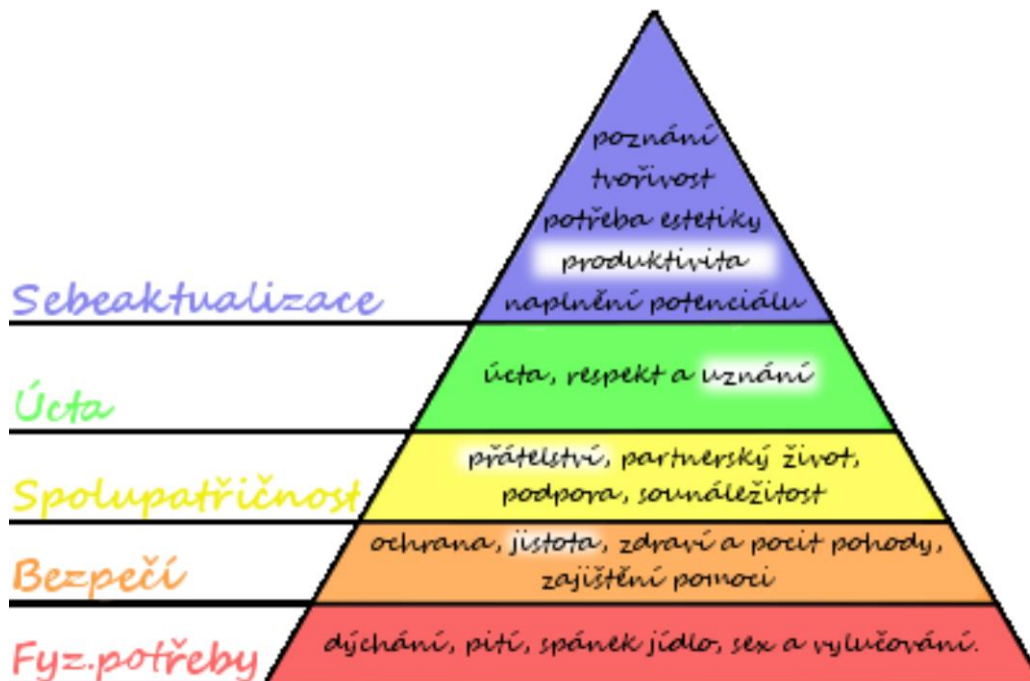 poznání
tvořivost
potřeba estetiky
produktivita
naplnění potenciálu
Sebeaktualizace
úcta, respekt a uznání
Úcta
přátelství, partnerský život,
podpora, sounáležitost
Spolupatřičnost
ochrana, jistota, zdraví a pocit pohody,
zajištění pomoci
Bezpečí
dýchání, pití, spánek jídlo, sex a vylučování.
Fyz.potřeby